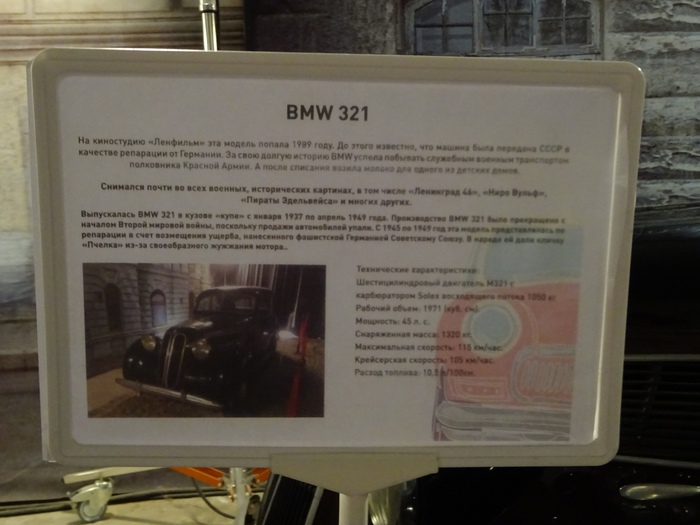 BMW 321
На киностудию «Ленфильм» эта модель попала 1989 году. До этого известно, что машина была передана СССР в
качестве репарации от Германии. За свою долгую историю BMW успела побывать служебным военным транспортом
полковника Красной Армии. А после списания возила молоко для одного из детских домов.
Снимался почти во всех военных, исторических картинах, в том числе «Ленинград 46», «Ниро Вульф»,
«Пираты Эдельвейса» и многих других.
Выпускалась BMW 321 в кузове «купе» с января 1937 по апрель 1949 года. Производство BMW 321 было прекращено с
началом Второй мировой войны, поскольку продажи автомобилей упали. С 1945 по 1949 год эта модель представлялась по
репарации в счет возмещения ущерба, нанесенного фашистской Германией Советскому Союзу. В народе ей дали кличку
«Пчелка» из-за своеобразного жужжания мотора..
Технические характеристики:
Шестицилиндровый двигатель М321 с
карбюратором Solex восходящего потока 1050 кг
Рабочий объем: 1971 (куб. см).
Мощность: 45 л. с.
Снаряженная масса: 1320 кг.
Максимальная скорость: 115 км/час.
Крейсерская скорость: 105 км/час.
Расход топлива: 10,5 л/100км.